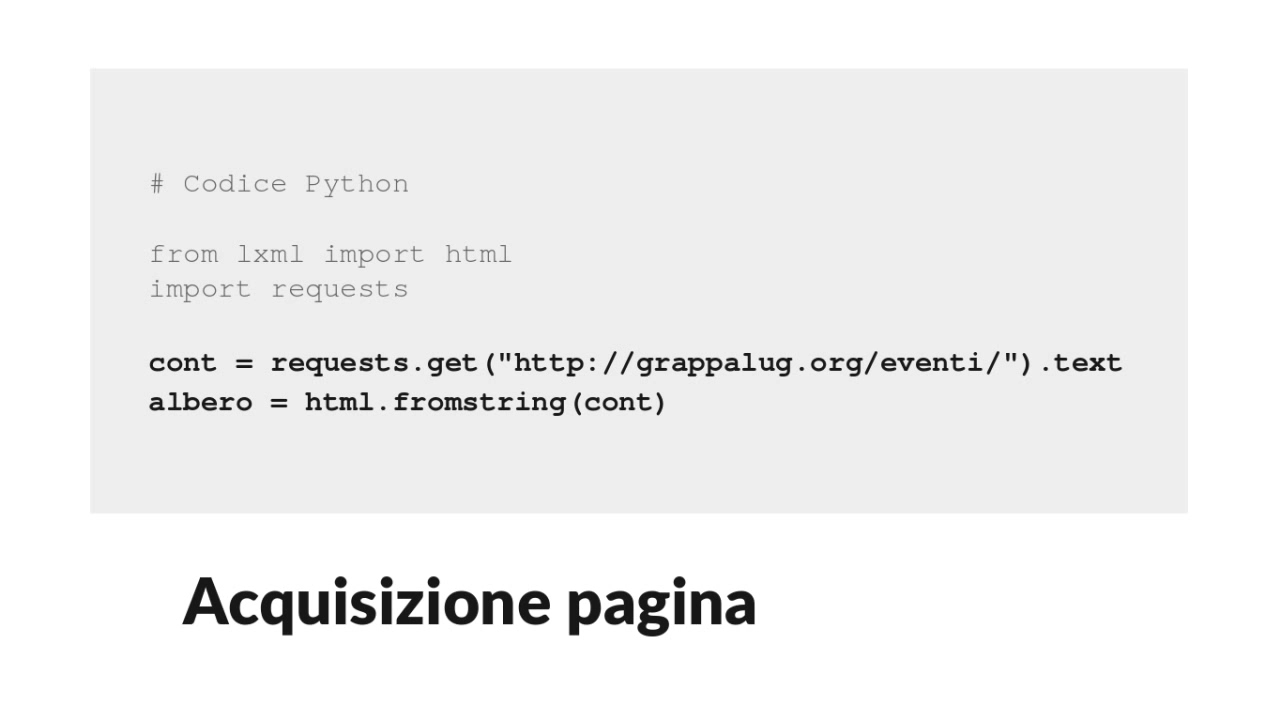 # Codice Python
from lxml import html
import requests
cont = requests.get("http://grappalug.org/eventi/").text
albero = html.fromstring(cont)
Acquisizione pagina